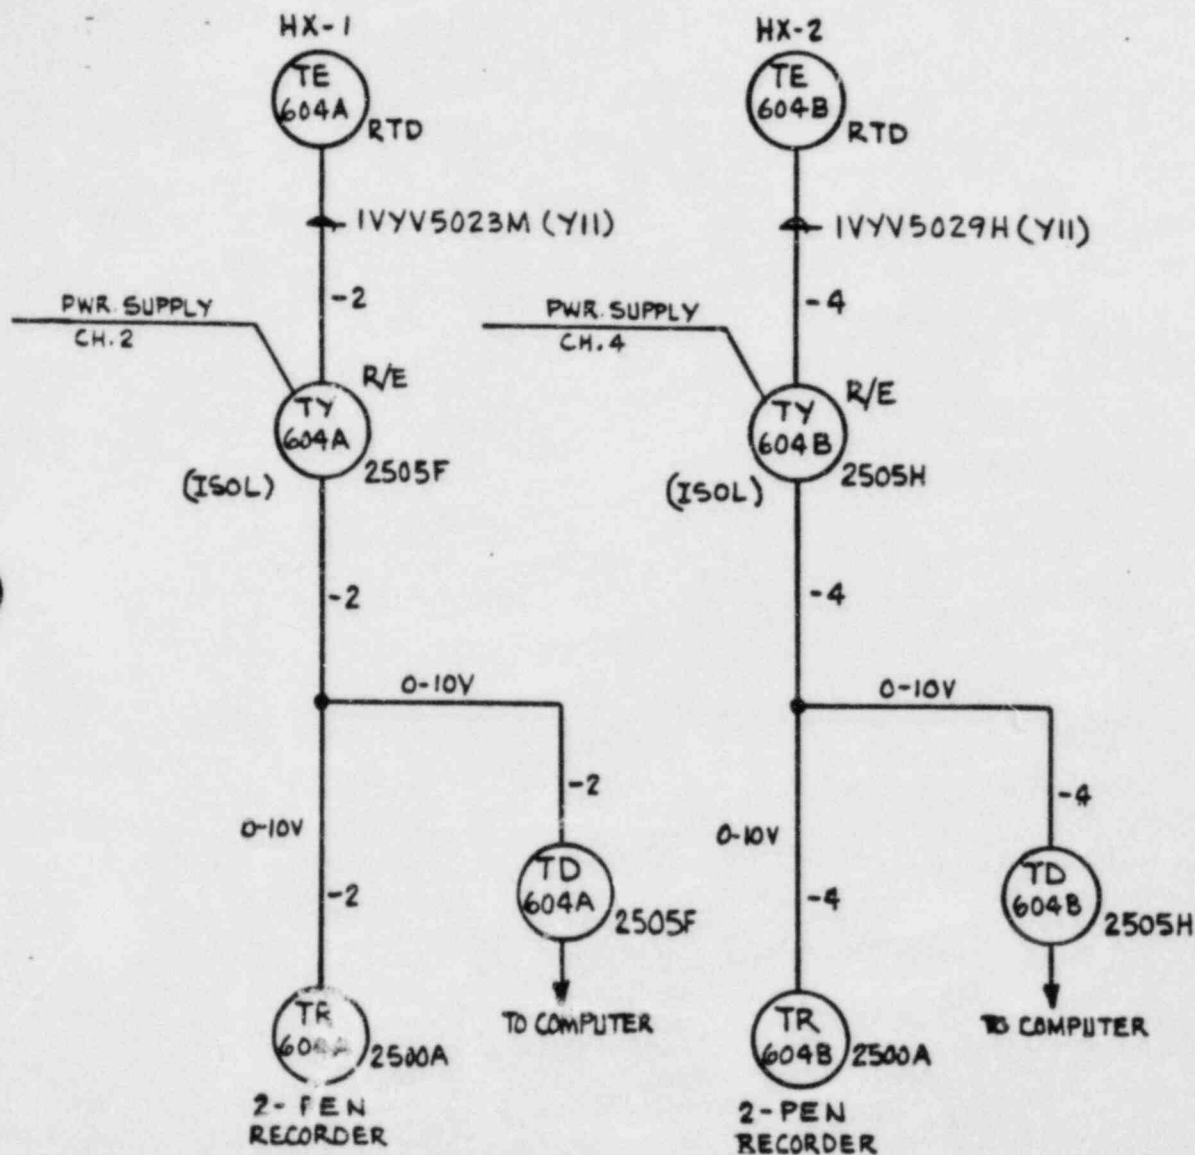 HX-1
TE
604A
RTD
1VYV5023M (Y11)
-2
PWR. SUPPLY
CH. 2
R/E
TY
604A
(ISOL)
2505F
-2
0-10V
-2
0-10V
-2
TD
604A
2505F
TO COMPUTER
TR
604A
2500A
2-PEN
RECORDER
HX-2
TE
604B
RTD
1VYV5029H (Y11)
-4
PWR. SUPPLY
CH. 4
R/E
TY
604B
(ISOL)
2505H
-4
0-10V
-4
0-10V
-4
TD
604B
2505H
TO COMPUTER
TR
604B
2500A
2-PEN
RECORDER